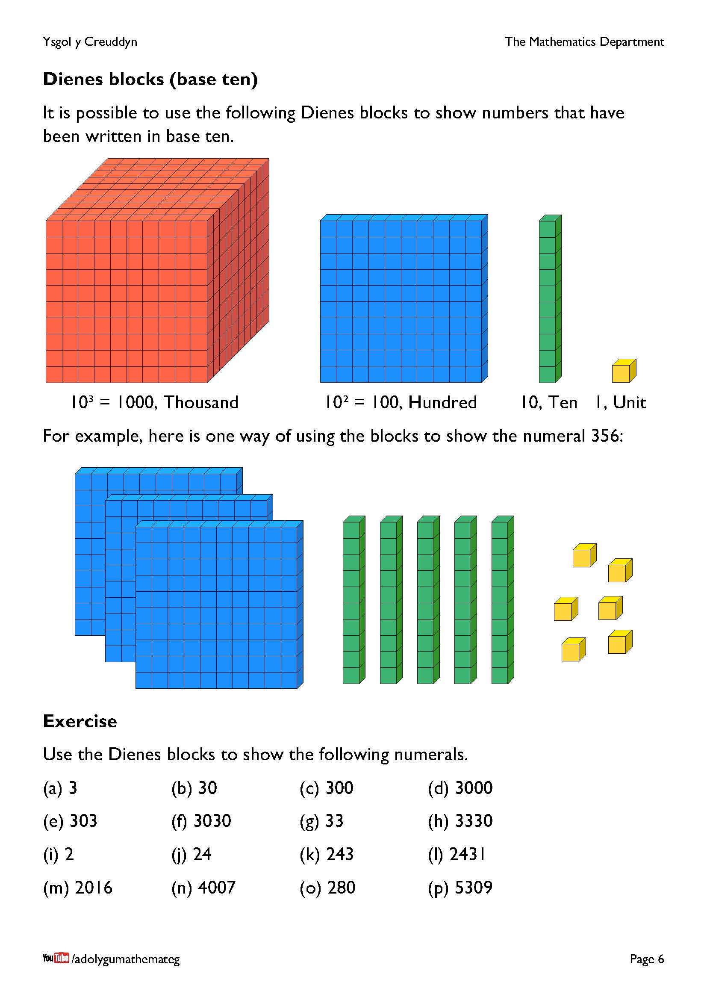 Ysgol y Creuddyn The Mathematics Department
Dienes blocks (base ten)
It is possible to use the following Dienes blocks to show numbers that have
been written in base ten.
10³ = 1000, Thousand 10² = 100, Hundred 10, Ten 1, Unit
For example, here is one way of using the blocks to show the numeral 356:
Exercise
Use the Dienes blocks to show the following numerals.
(a) 3 (b) 30 (c) 300 (d) 3000
(e) 303 (f) 3030 (g) 33 (h) 3330
(i) 2 (j) 24 (k) 243 (l) 2431
(m) 2016 (n) 4007 (o) 280 (p) 5309
YouTube/adolygumathemateg Page 6